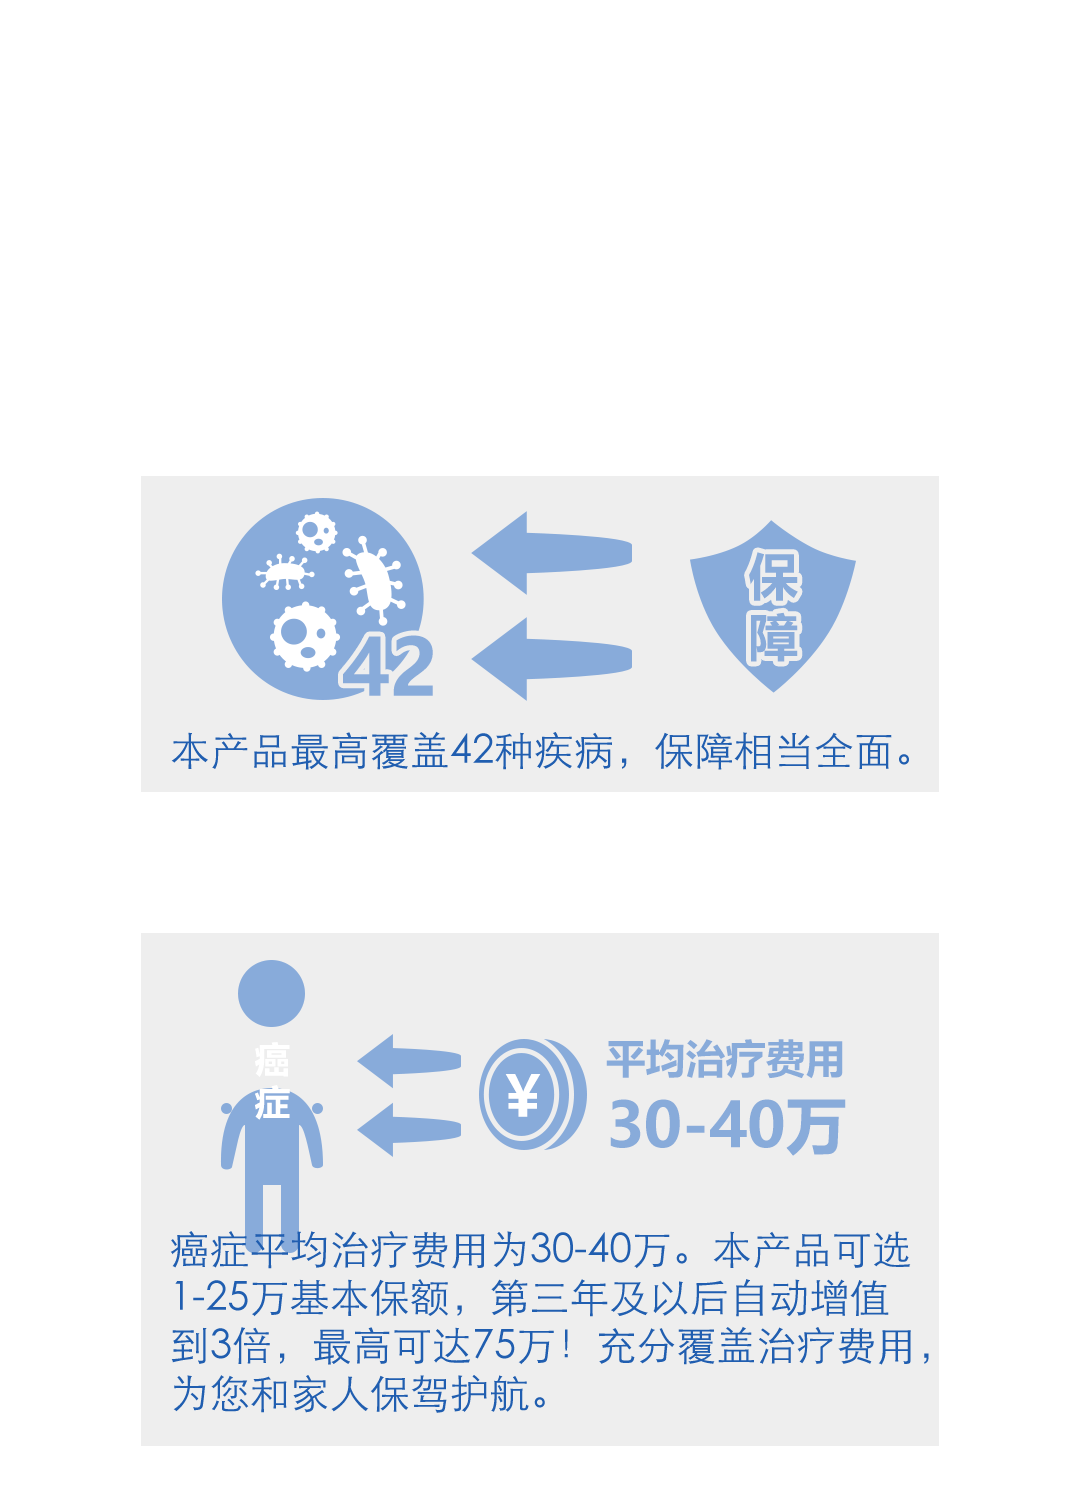 保
障
42
本产品最高覆盖42种疾病，保障相当全面。
癌
症
¥
平均治疗费用
30-40万
癌症平均治疗费用为30-40万。本产品可选
1-25万基本保额，第三年及以后自动增值
到3倍，最高可达75万！充分覆盖治疗费用，
为您和家人保驾护航。